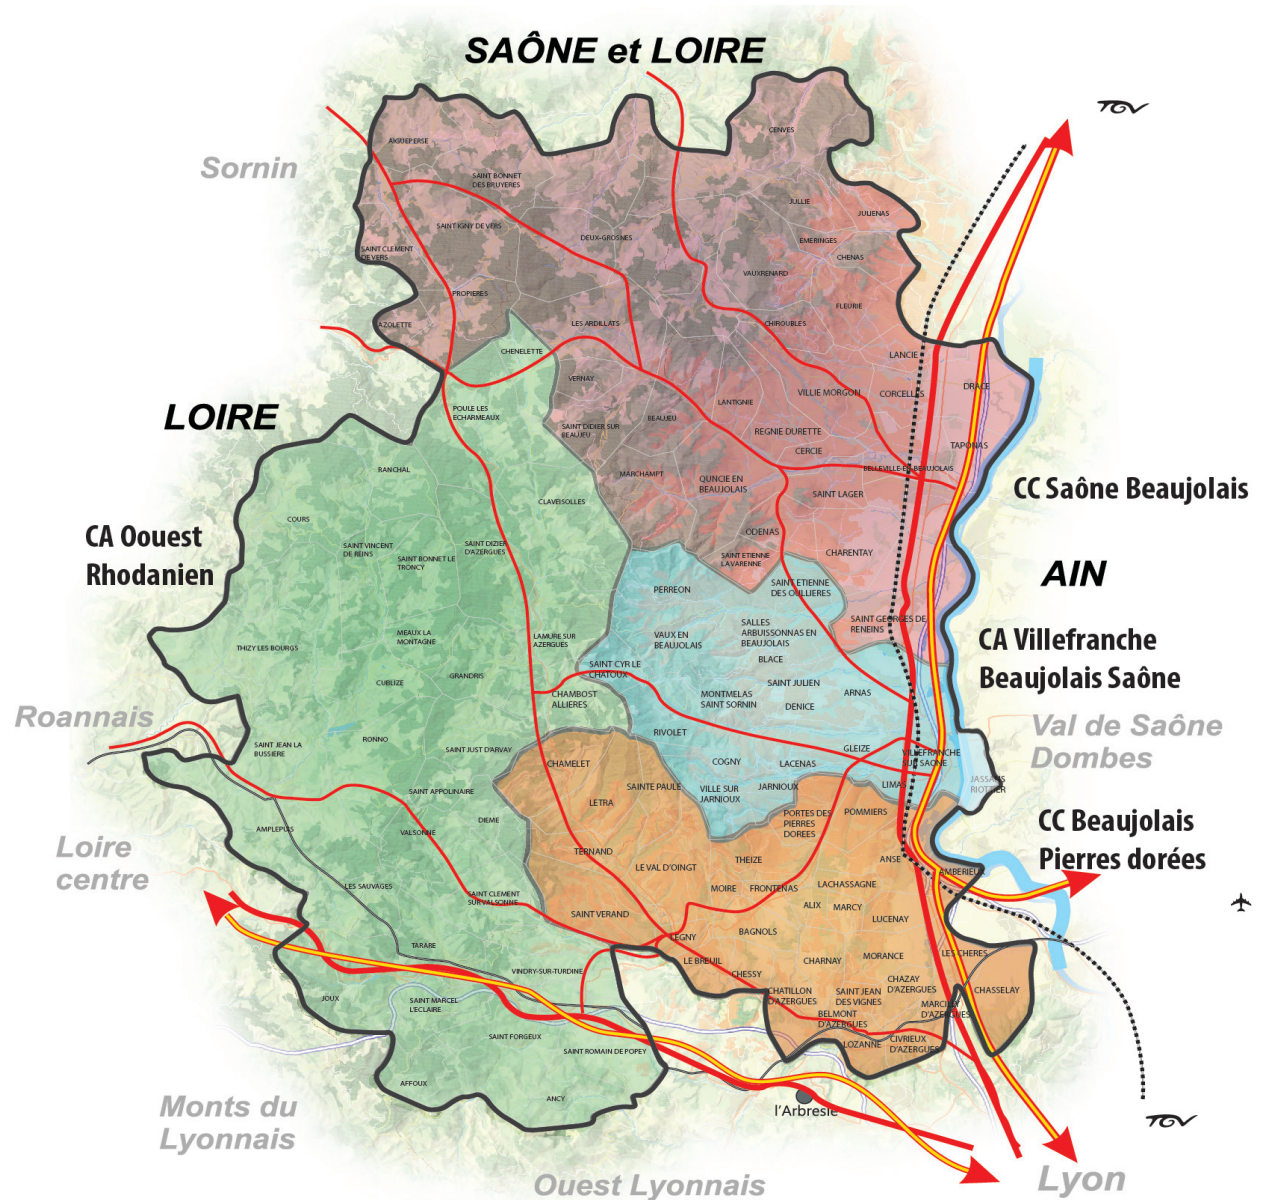 SAÔNE et LOIRE
TGV
CENVES
AIGUEPERSE
Sornin
SAINT BONNET
DES BRUYERES
JULLIE
JULIENAS
SAINT IGNY DE VERS
DEUX-GROSNES
EMERINGES
SAINT CLEMENT
DE VERS
CHENAS
VAUXRENARD
PROPIERES
FLEURIE
AZOLETTE
LES ARDILLATS
CHIROUBLES
CHENELETTE
LANCIE
VERNAY
DRACE
VILLIE MORGON
CORCELLES
LANTIGNIE
LOIRE
POULE LES
ECHARMEAUX
BEAUJEU
SAINT DIDIER SUR
BEAUJEU
REGNIE DURETTE
TAPONAS
CERCIE
RANCHAL
MARCHAMPT
BELLEVILLE-EN-BEAUJOLAIS
QUNCIE EN
BEAUJOLAIS
CC Saône Beaujolais
SAINT LAGER
CLAVEISOLLES
COURS
CA Oouest
Rhodanien
ODENAS
SAINT VINCENT
DE REINS
SAINT DIZIER
D'AZERGUES
SAINT BONNET LE
TRONCY
SAINT ETIENNE
LA VARENNE
CHARENTAY
AIN
PERREON
SAINT ETIENNE
DES OULLIERES
SALLES
ARBUISSONNAS EN
BEAUJOLAIS
SAINT GEORGES DE
RENEINS
MEAUX LA
MONTAGNE
LAMURE SUR
AZERGUES
VAUX EN
BEAUJOLAIS
CA Villefranche
Beaujolais Saône
THIZY LES BOURGS
BLACE
SAINT CYR LE
CHATOUX
GRANDRIS
CUBLIZE
SAINT JULIEN
CHAMBOST
ALLIERES
MONTMELAS
SAINT SORNIN
ARNAS
DENICE
Roannais
Val de Saône
Dombes
RIVOLET
RONNO
SAINT JEAN LA
BUSSIERE
SAINT JUST D'ARVAY
GLEIZE
VILLEFRANCHE
SUR SAONE
CHAMELET
COGNY
LACENAS
JASSANS
RIOTTIER
SAINTE PAULE
VILLE SUR
JARNIOUX
JARNIOUX
LIMAS
SAINT APPOLINAIRE
LETRA
PORTES DES
PIERRES
DOREES
POMMIERS
DIEME
CC Beaujolais
Pierres dorées
AMPLEPUIS
VALSONNE
Loire
centre
TERNAND
THEIZE
ANSE
LE VAL D'OINGT
AMBERIEUX
LES SAUVAGES
MOIRE
FRONTENAS
LACHASSAGNE
SAINT CLEMENT
SUR VALSONNE
ALIX
MARCY
SAINT VERAND
LUCENAY
BAGNOLS
LEGNY
TARARE
LES CHERES
LE BREUIL
CHARNAY
MORANCE
VINDRY-SUR-TURDINE
CHESSY
CHAZAY
D'AZERGUES
CHASSELAY
JOUX
CHATILLON
D'AZERGUES
SAINT JEAN
DES VIGNES
SAINT MARCEL
L'ECLAIRE
MARCILLY
D'AZERGUES
BELMONT
D'AZERGUES
SAINT FORGEUX
LOZANNE
CIVRIEUX
D'AZERGUES
SAINT ROMAIN DE POPEY
AFFOUX
ANCY
Monts du
Lyonnais
l'Arbresle
TGV
Ouest Lyonnais
Lyon